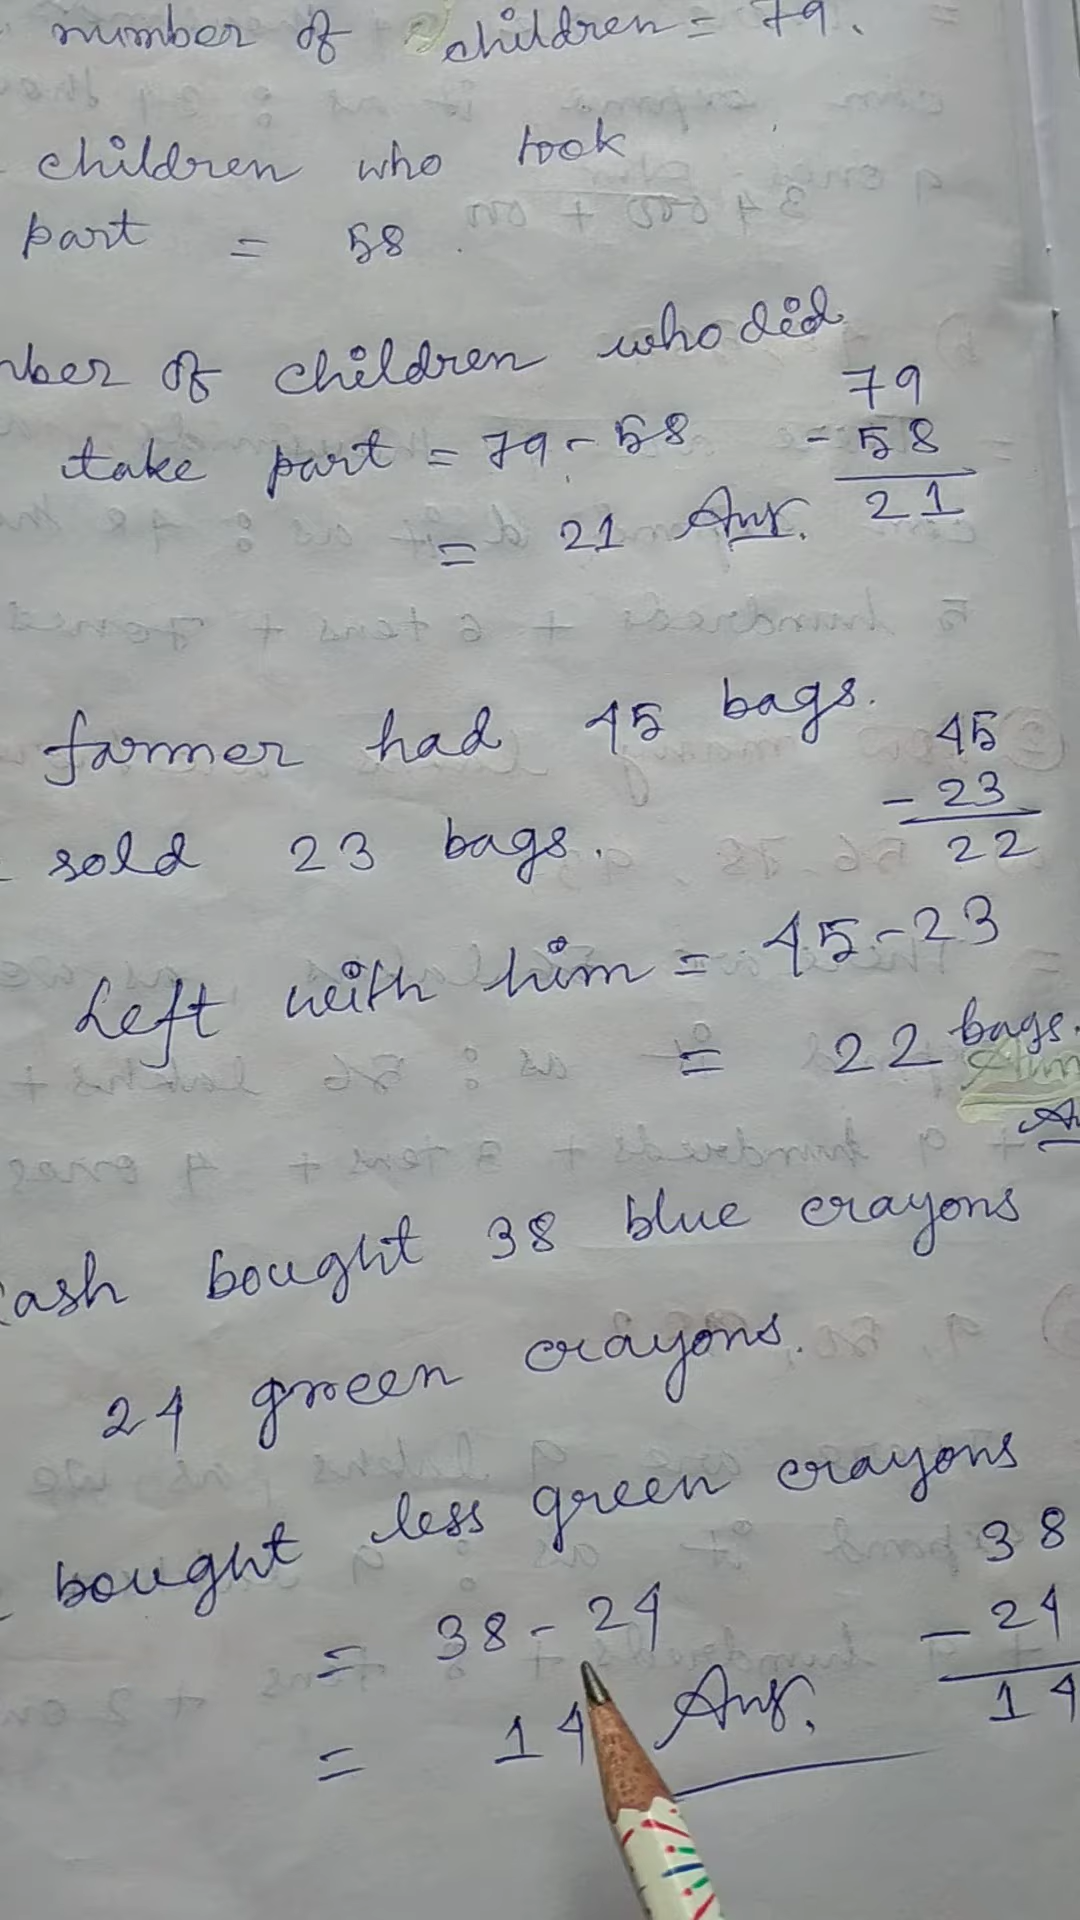 number of children = 79.
children who took
part = 58.
of children who did
79
take part = 79 - 58
- 58
21
= 21 Ans.
farmer had 45 bags.
45
- 23
sold 23 bags.
22
Left with him = 45 - 23
= 22 bags.
bought 38 blue crayons
24 green crayons.
bought less green crayons
38
= 38 - 24
- 24
14
= 14 Ans.